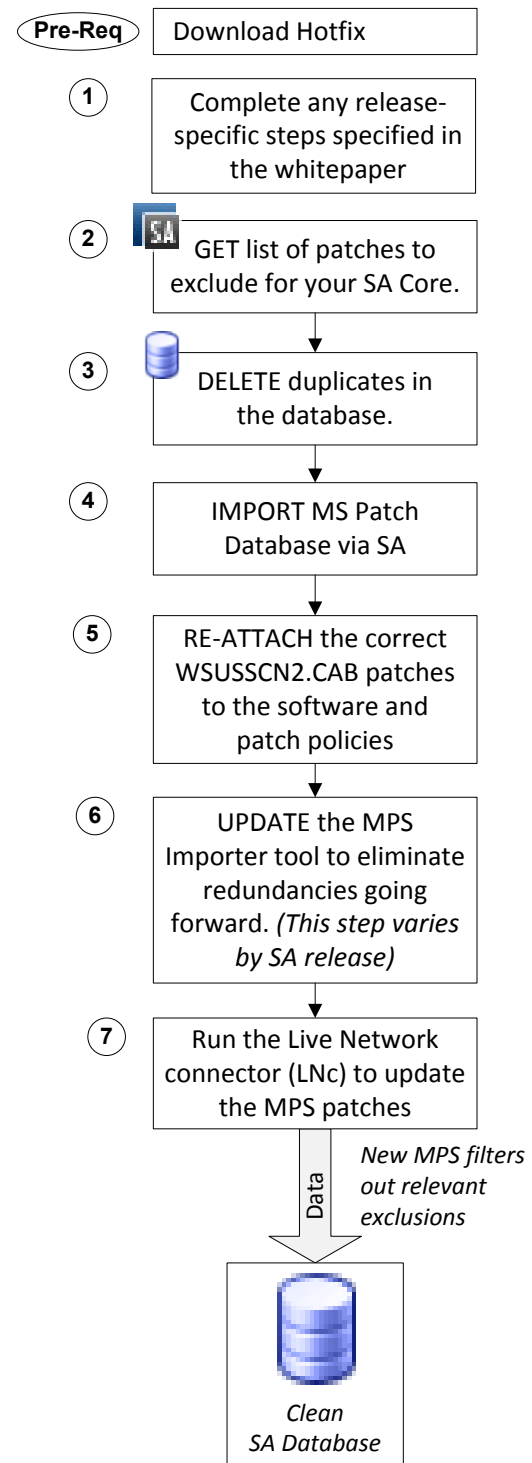 Pre-Req
Download Hotfix
1
Complete any release-
specific steps specified in
the whitepaper
2
SA
GET list of patches to
exclude for your SA Core.
3
DELETE duplicates in
the database.
4
IMPORT MS Patch
Database via SA
5
RE-ATTACH the correct
WSUSSCN2.CAB patches
to the software and
patch policies
6
UPDATE the MPS
Importer tool to eliminate
redundancies going
forward. (This step varies
by SA release)
7
Run the Live Network
connector (LNc) to update
the MPS patches
Data
New MPS filters
out relevant
exclusions
Clean
SA Database